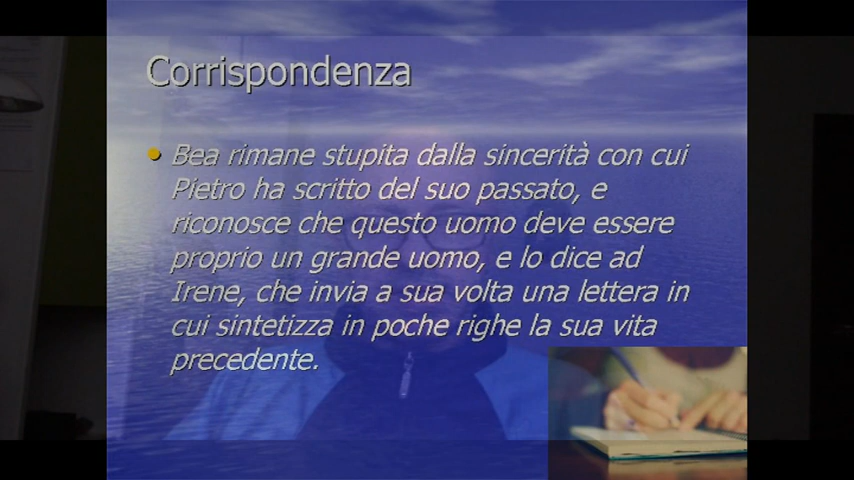 Corrispondenza
Bea rimane stupita dalla sincerità con cui
Pietro ha scritto del suo passato, e
riconosce che questo uomo deve essere
proprio un grande uomo, e lo dice ad
Irene, che invia a sua volta una lettera in
cui sintetizza in poche righe la sua vita
precedente.